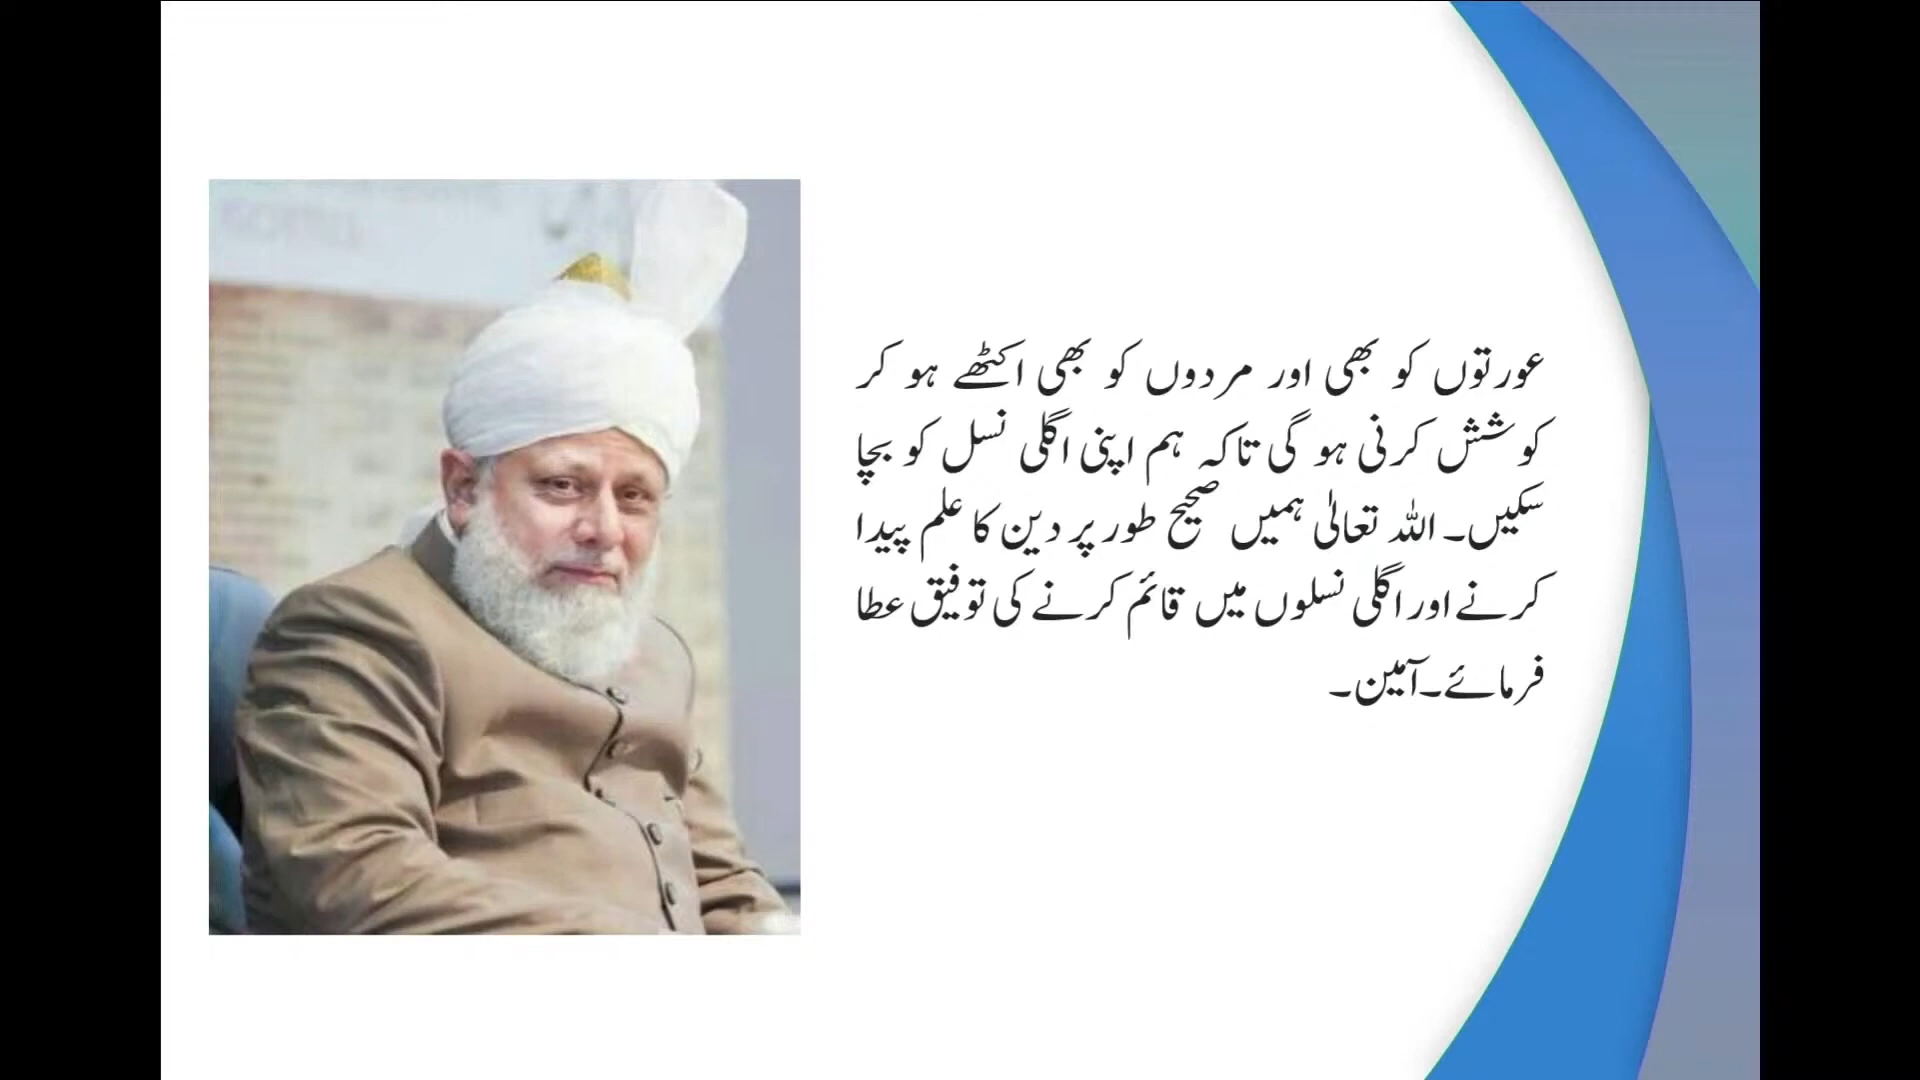 عورتوں کو بھی اور مردوں کو بھی اکٹھے ہو کر
کوشش کرنی ہو گی تاکہ ہم اپنی اگلی نسل کو بچا
سکیں۔ اللہ تعالیٰ ہمیں صحیح طور پر دین کا علم پیدا
کرنے اور اگلی نسلوں میں قائم کرنے کی توفیق عطا
فرمائے۔ آمین۔